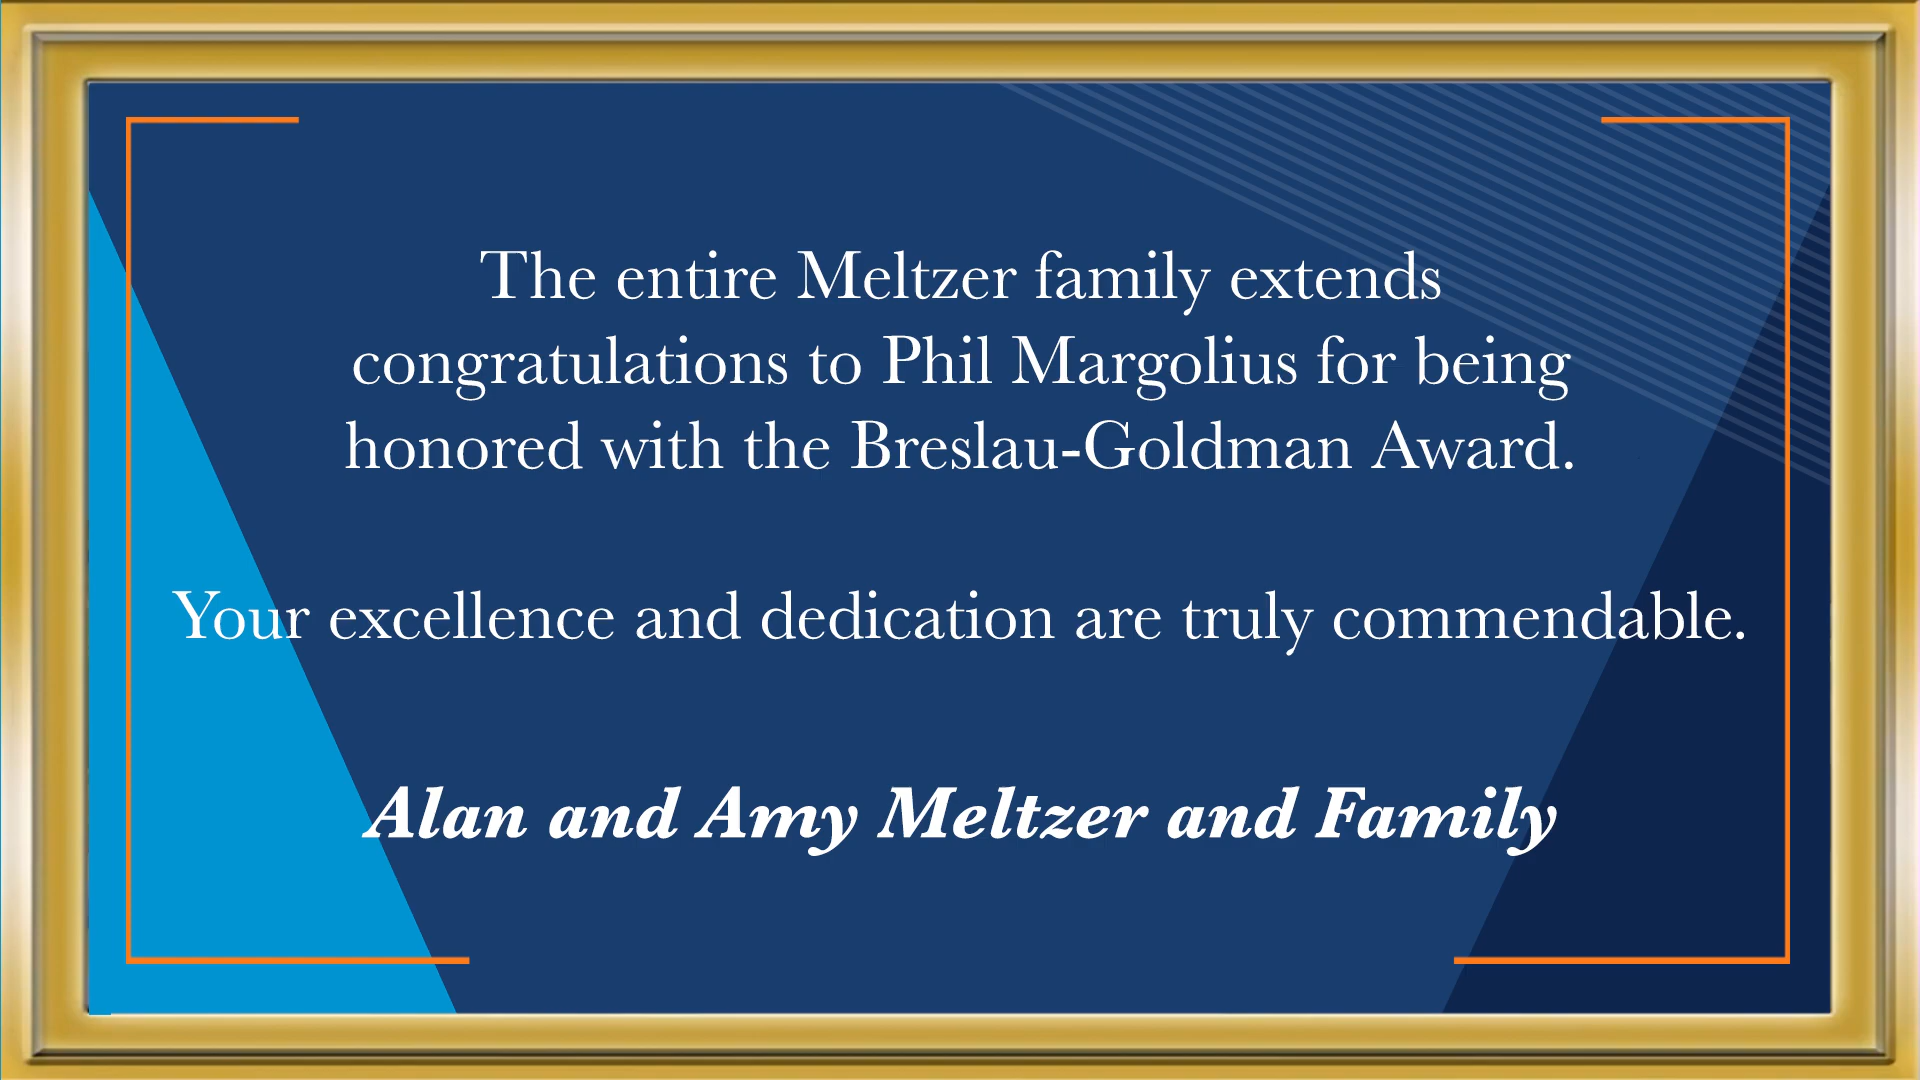 The entire Meltzer family extends
congratulations to Phil Margolius for being
honored with the Breslau-Goldman Award.
Your excellence and dedication are truly commendable.
Alan and Amy Meltzer and Family